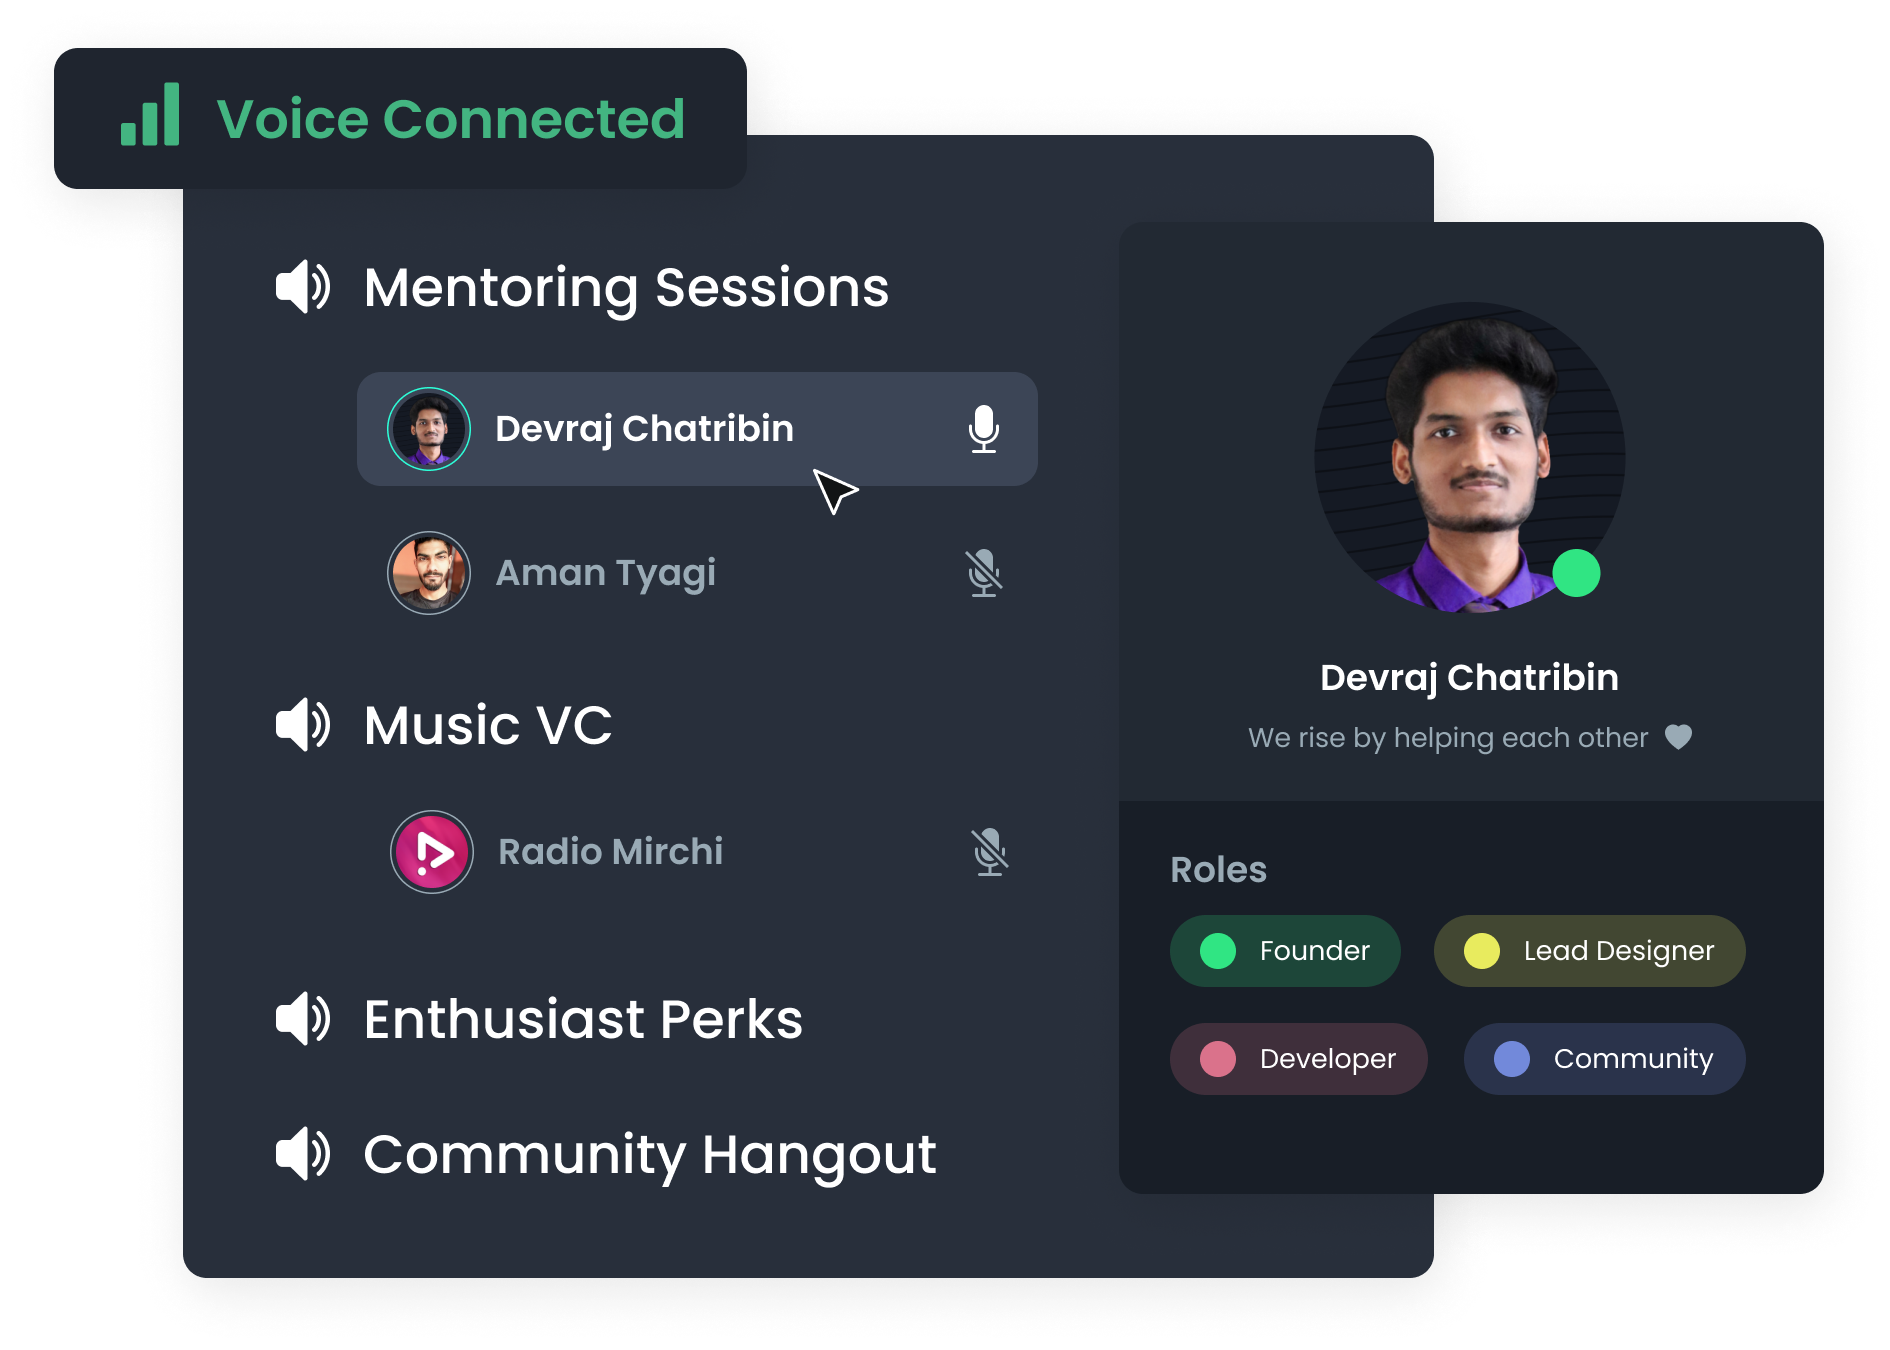 Voice Connected
Mentoring Sessions
Devraj Chatribin
Aman Tyagi
Music VC
Radio Mirchi
Enthusiast Perks
Community Hangout
Devraj Chatribin
We rise by helping each other
Roles
Founder
Lead Designer
Developer
Community